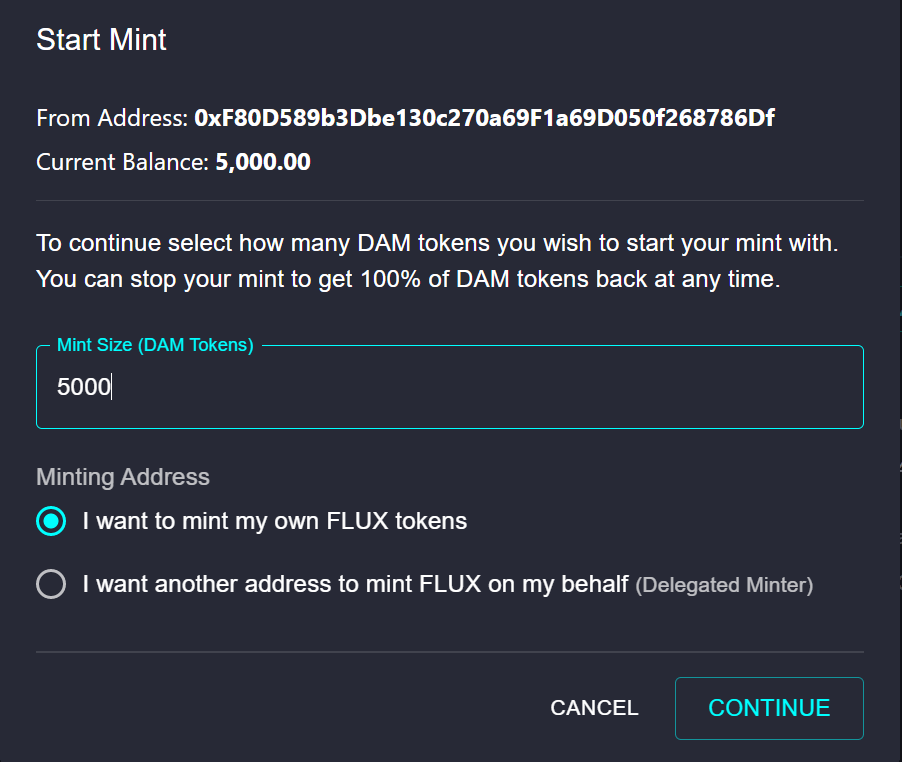 Start Mint
From Address: 0xF80D589b3Dbe130c270a69F1a69D050f268786Df
Current Balance: 5,000.00
To continue select how many DAM tokens you wish to start your mint with.
You can stop your mint to get 100% of DAM tokens back at any time.
Mint Size (DAM Tokens)
5000
Minting Address
I want to mint my own FLUX tokens
I want another address to mint FLUX on my behalf (Delegated Minter)
CANCEL CONTINUE